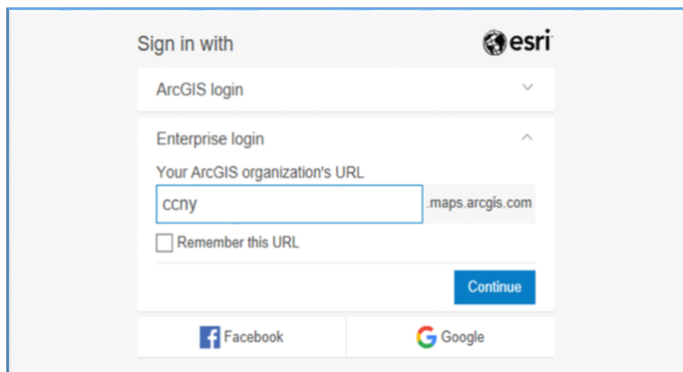 Sign in with
esri
ArcGIS login
Enterprise login
Your ArcGIS organization's URL
ccny .maps.arcgis.com
Remember this URL
Continue
Facebook Google